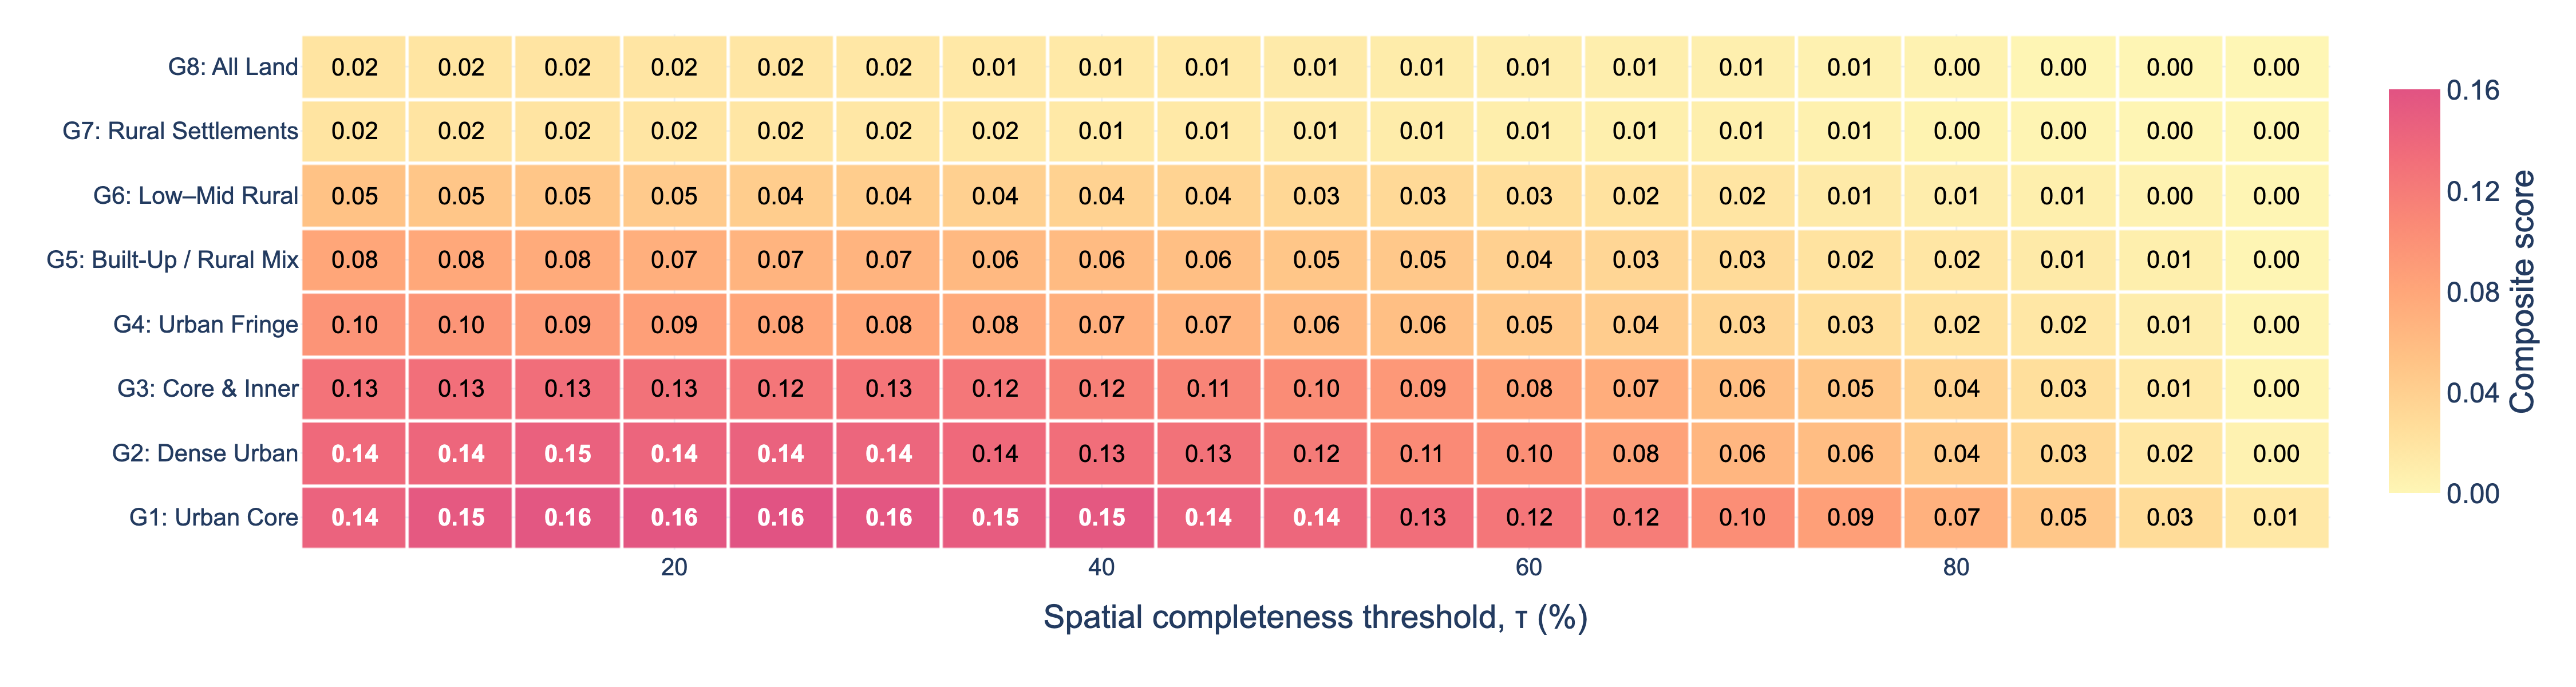 G8: All Land 0.02 0.02 0.02 0.02 0.02 0.02 0.01 0.01 0.01 0.01 0.01 0.01 0.01 0.01 0.01 0.00 0.00 0.00 0.00
G7: Rural Settlements 0.02 0.02 0.02 0.02 0.02 0.02 0.02 0.01 0.01 0.01 0.01 0.01 0.01 0.01 0.01 0.00 0.00 0.00 0.00
G6: Low–Mid Rural 0.05 0.05 0.05 0.05 0.04 0.04 0.04 0.04 0.04 0.03 0.03 0.03 0.02 0.02 0.01 0.01 0.01 0.00 0.00
G5: Built-Up / Rural Mix 0.08 0.08 0.08 0.07 0.07 0.07 0.06 0.06 0.06 0.05 0.05 0.04 0.03 0.03 0.02 0.02 0.01 0.01 0.00
G4: Urban Fringe 0.10 0.10 0.09 0.09 0.08 0.08 0.08 0.07 0.07 0.06 0.06 0.05 0.04 0.03 0.03 0.02 0.02 0.01 0.00
G3: Core & Inner 0.13 0.13 0.13 0.13 0.12 0.13 0.12 0.12 0.11 0.10 0.09 0.08 0.07 0.06 0.05 0.04 0.03 0.01 0.00
G2: Dense Urban 0.14 0.14 0.15 0.14 0.14 0.14 0.14 0.13 0.13 0.12 0.11 0.10 0.08 0.06 0.06 0.04 0.03 0.02 0.00
G1: Urban Core 0.14 0.15 0.16 0.16 0.16 0.16 0.15 0.15 0.14 0.14 0.13 0.12 0.12 0.10 0.09 0.07 0.05 0.03 0.01
20 40 60 80
Spatial completeness threshold, τ (%)
0.16
0.12
0.08
0.04
0.00
Composite score